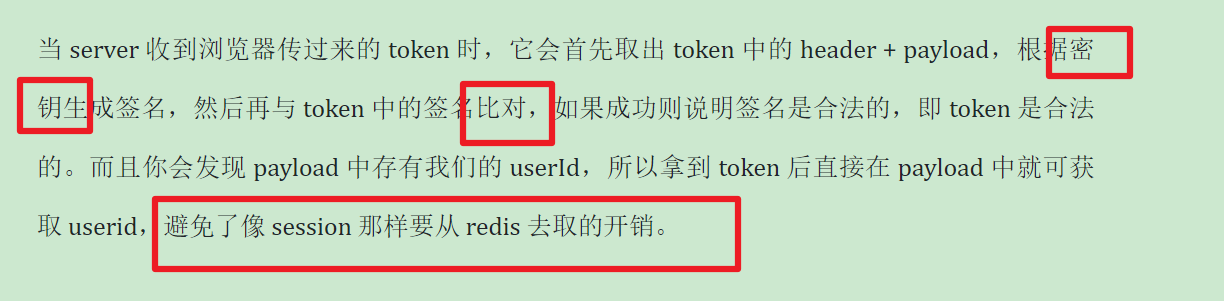 当 server 收到浏览器传过来的 token 时，它会首先取出 token 中的 header + payload，根据密
钥生成签名，然后再与 token 中的签名比对，如果成功则说明签名是合法的，即 token 是合法
的。而且你会发现 payload 中存有我们的 userId，所以拿到 token 后直接在 payload 中就可获
取 userid，避免了像 session 那样要从 redis 去取的开销。